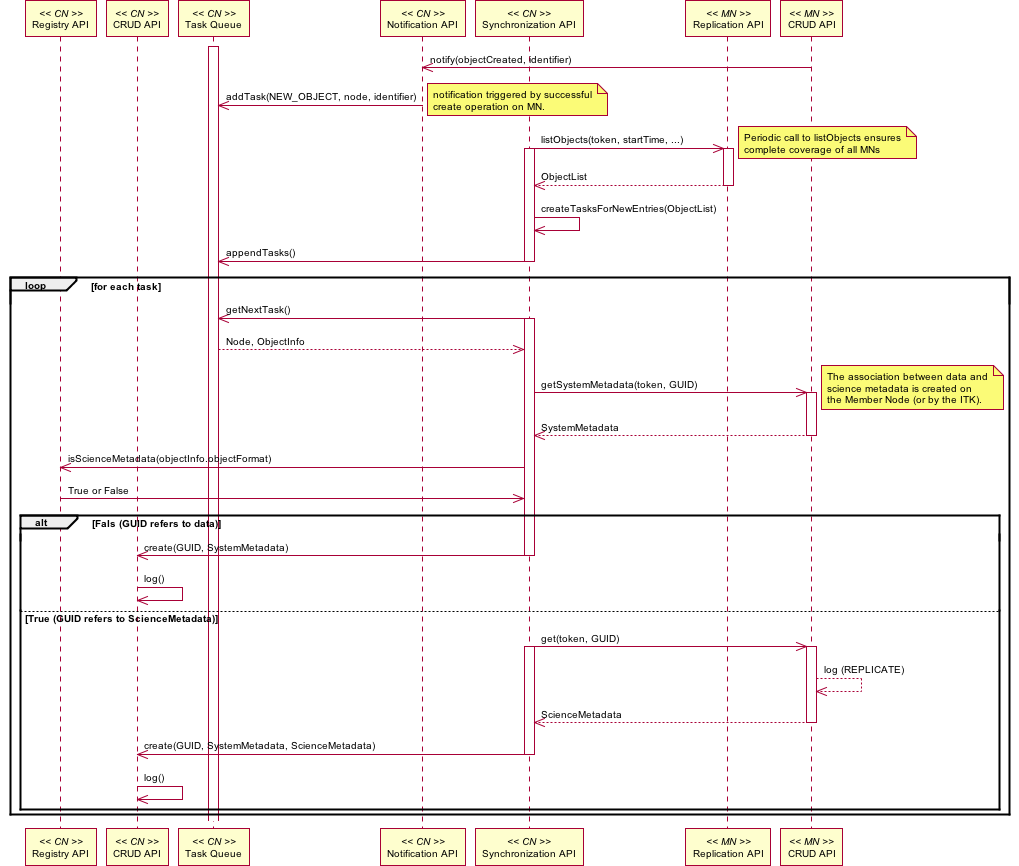 << CN >>
Registry API
<< CN >>
CRUD API
<< CN >>
Task Queue
<< CN >>
Notification API
<< CN >>
Synchronization API
<< MN >>
Replication API
<< MN >>
CRUD API
notify(objectCreated, identifier)
addTask(NEW_OBJECT, node, identifier)
notification triggered by successful
create operation on MN.
listObjects(token, startTime, ...)
Periodic call to listObjects ensures
complete coverage of all MNs
ObjectList
createTasksForNewEntries(ObjectList)
appendTasks()
loop
[for each task]
getNextTask()
Node, ObjectInfo
getSystemMetadata(token, GUID)
The association between data and
science metadata is created on
the Member Node (or by the ITK).
SystemMetadata
isScienceMetadata(objectInfo.objectFormat)
True or False
alt
[Fals (GUID refers to data)]
create(GUID, SystemMetadata)
log()
[True (GUID refers to ScienceMetadata)]
get(token, GUID)
log (REPLICATE)
ScienceMetadata
create(GUID, SystemMetadata, ScienceMetadata)
log()
<< CN >>
Registry API
<< CN >>
CRUD API
<< CN >>
Task Queue
<< CN >>
Notification API
<< CN >>
Synchronization API
<< MN >>
Replication API
<< MN >>
CRUD API